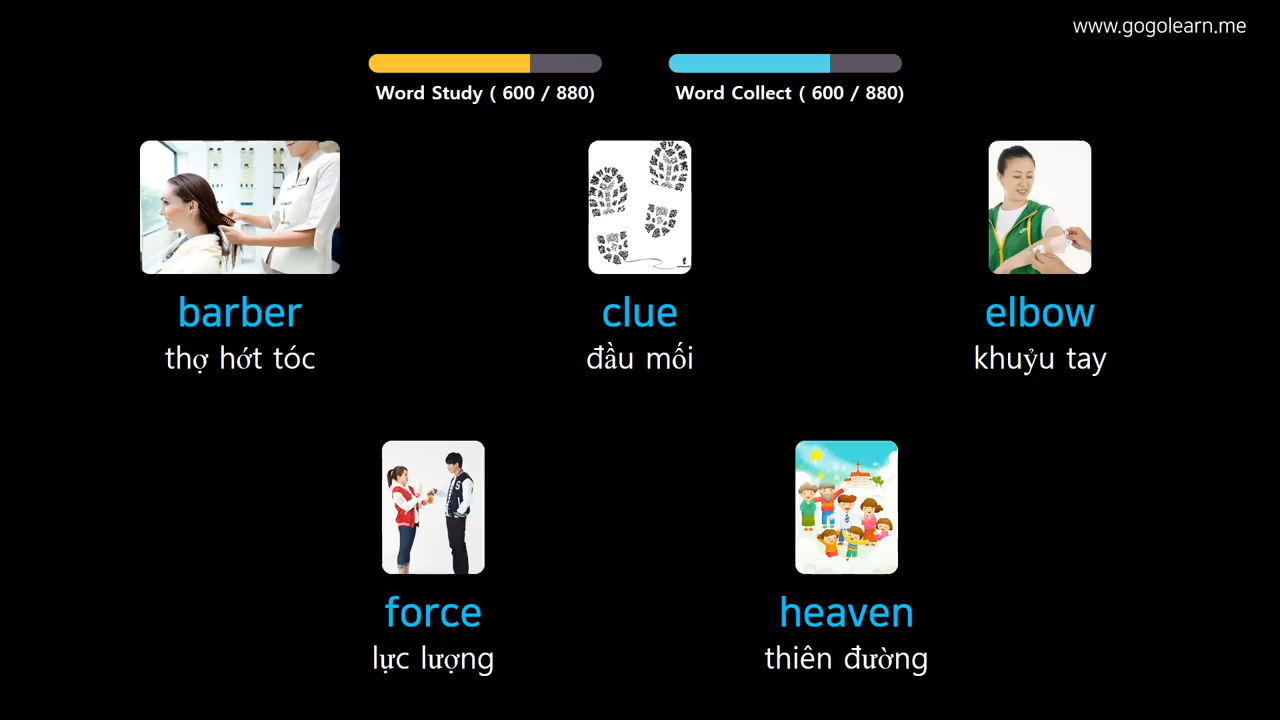 www.gogolearn.me
Word Study ( 600 / 880)
Word Collect ( 600 / 880)
barber
thợ hớt tóc
clue
đầu mối
elbow
khuỷu tay
force
lực lượng
heaven
thiên đường